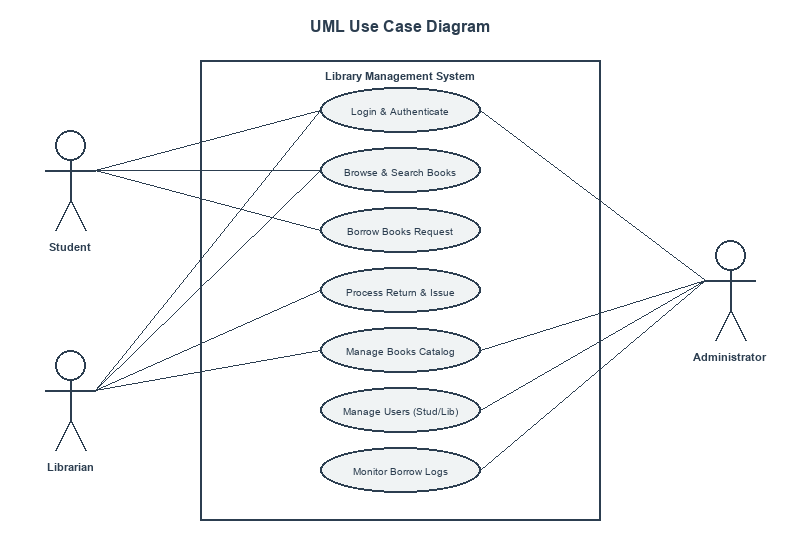 UML Use Case Diagram
Library Management System
Login & Authenticate
Browse & Search Books
Borrow Books Request
Process Return & Issue
Manage Books Catalog
Manage Users (Stud/Lib)
Monitor Borrow Logs
Student
Librarian
Administrator